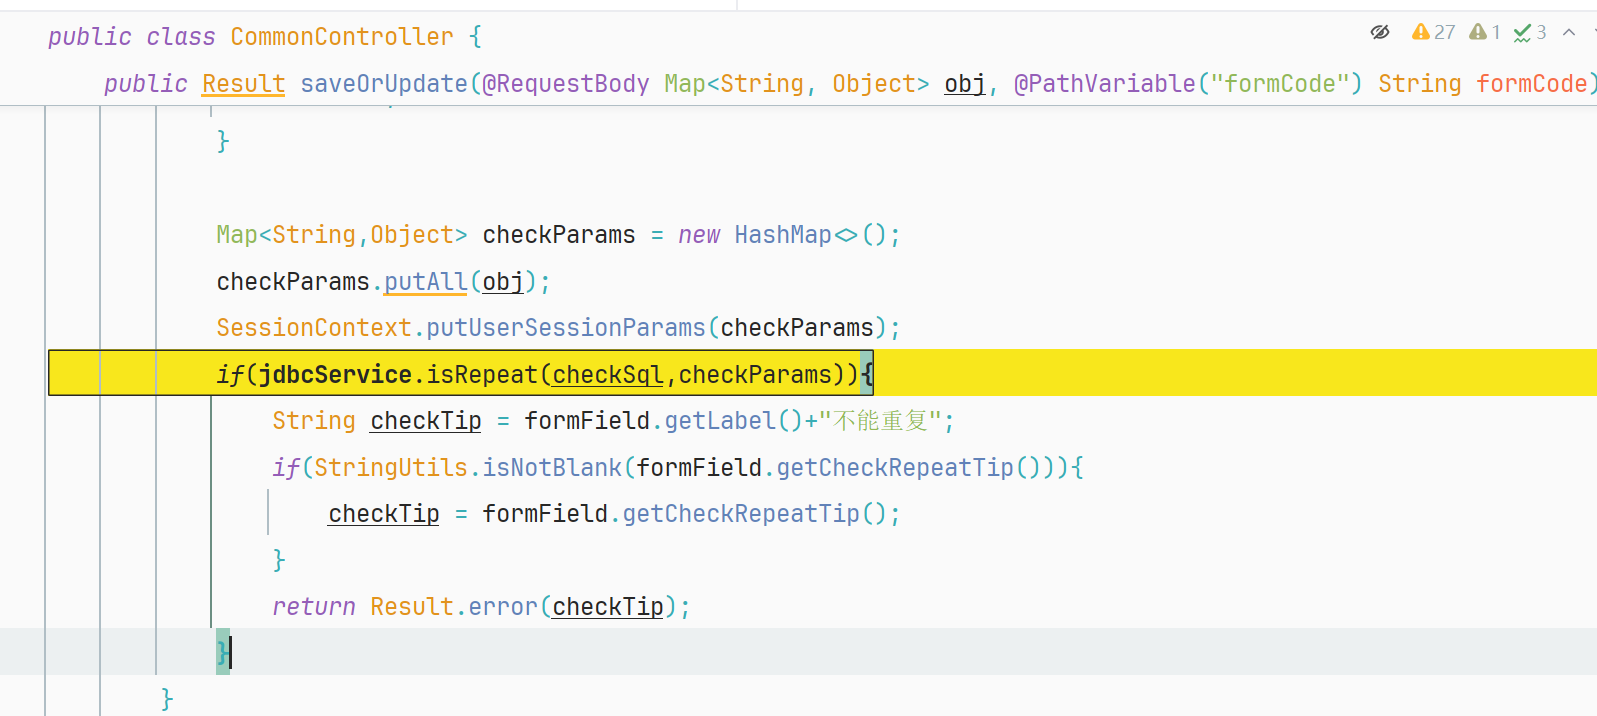 public class CommonController {
27 1 3
public Result saveOrUpdate(@RequestBody Map<String, Object> obj, @PathVariable("formCode") String formCode)
}
Map<String,Object> checkParams = new HashMap<>();
checkParams.putAll(obj);
SessionContext.putUserSessionParams(checkParams);
if(jdbcService.isRepeat(checkSql,checkParams)){
String checkTip = formField.getLabel()+"不能重复";
if(StringUtils.isNotBlank(formField.getCheckRepeatTip())){
checkTip = formField.getCheckRepeatTip();
}
return Result.error(checkTip);
}
}